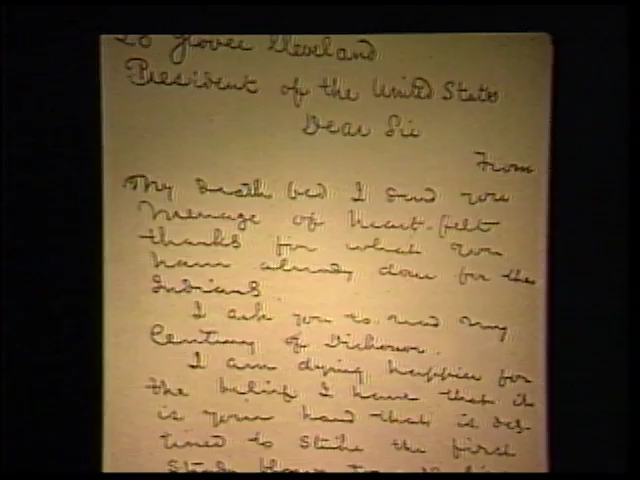 To Grover Cleveland
President of the United States
Dear Sir
From
my death bed I send you
message of heart-felt
thanks for what you
have already done for the
Indians
I ask you to read my
Century of Dishonor.
I am dying happier for
the belief I have that it
is your hand that is des-
tined to strike the first
steady blow